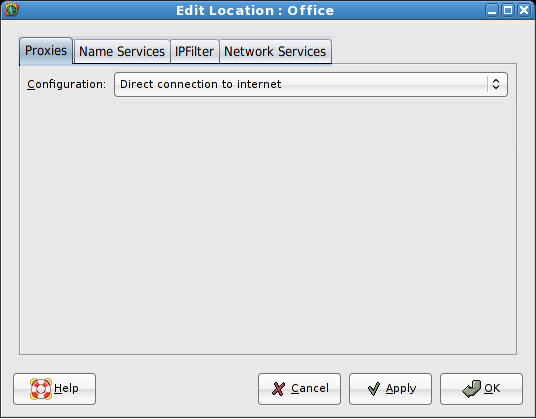 Edit Location : Office
Proxies Name Services IPFilter Network Services
Configuration: Direct connection to internet
Help Cancel Apply OK